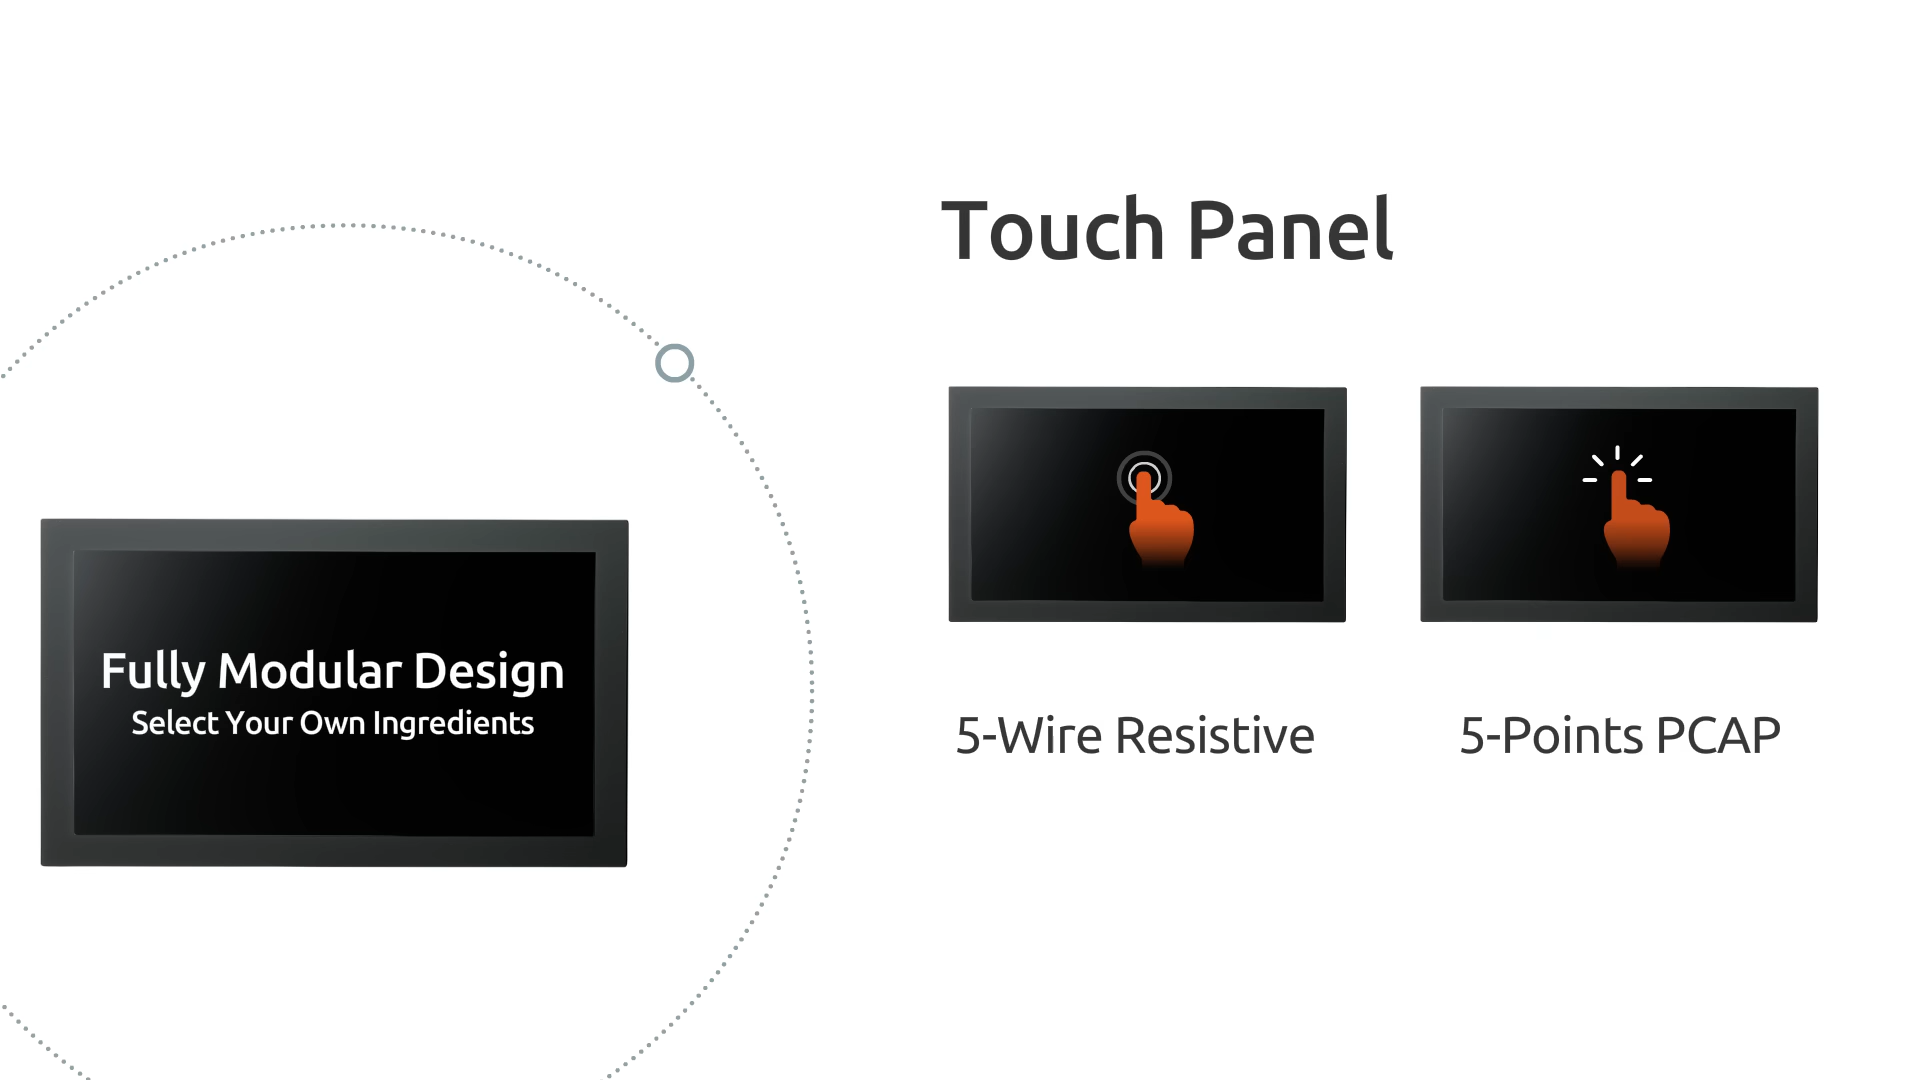 Touch Panel
Fully Modular Design
Select Your Own Ingredients
5-Wire Resistive
5-Points PCAP